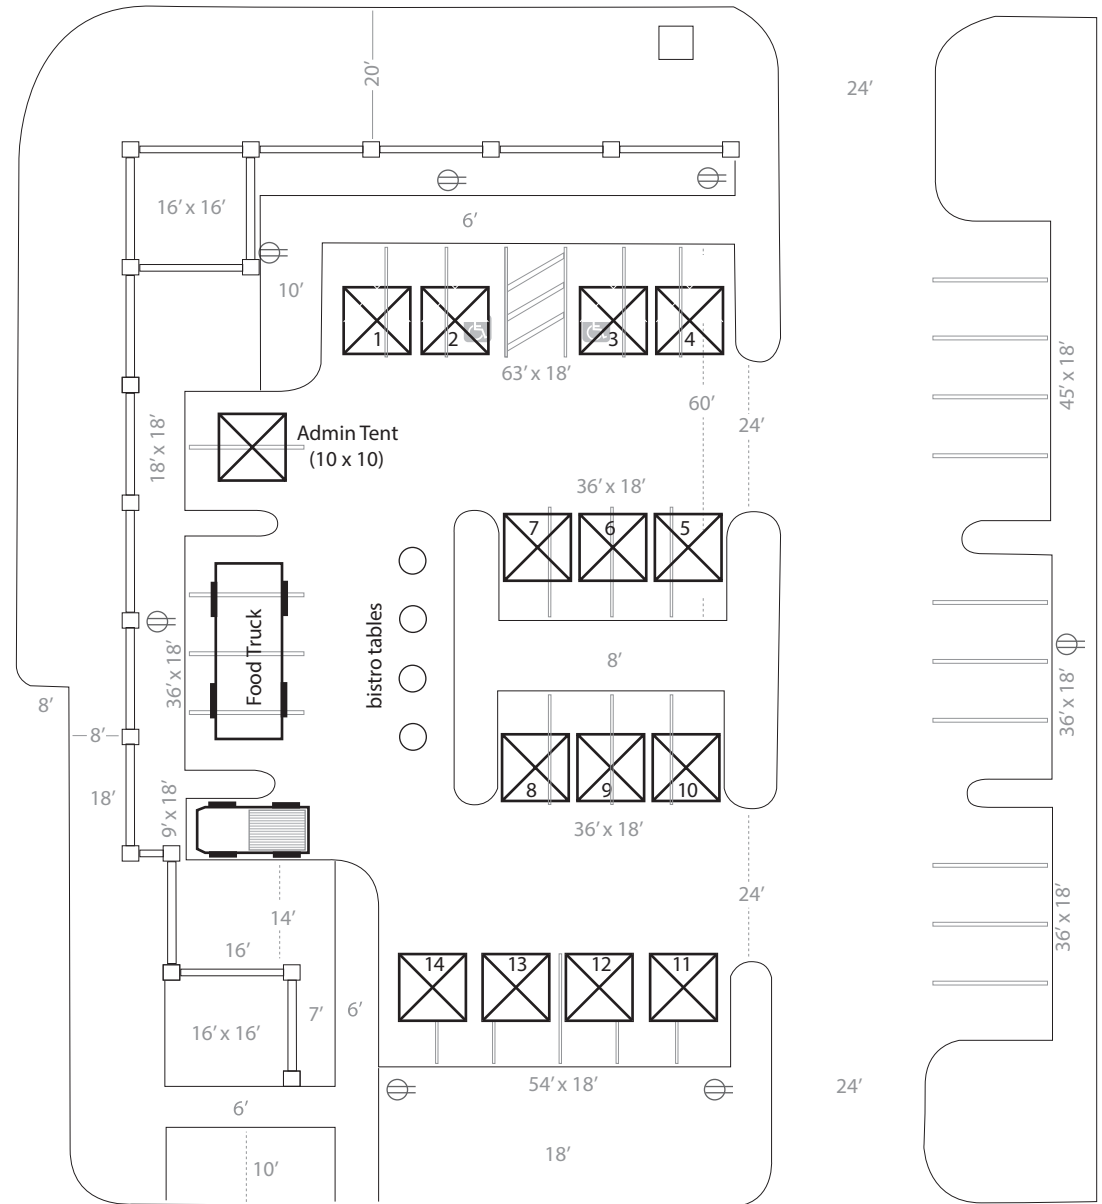 20′
24′
16′ x 16′
6′
10′
1
2
3
4
63′ x 18′
60′
24′
45′ x 18′
18′ x 18′
Admin Tent
(10 x 10)
36′ x 18′
7
6
5
bistro tables
Food Truck
36′ x 18′
8′
36′ x 18′
8′
8′
18′
9′ x 18′
8
9
10
36′ x 18′
24′
36′ x 18′
14′
16′
14
13
12
11
16′ x 16′
7′
6′
54′ x 18′
24′
6′
18′
10′